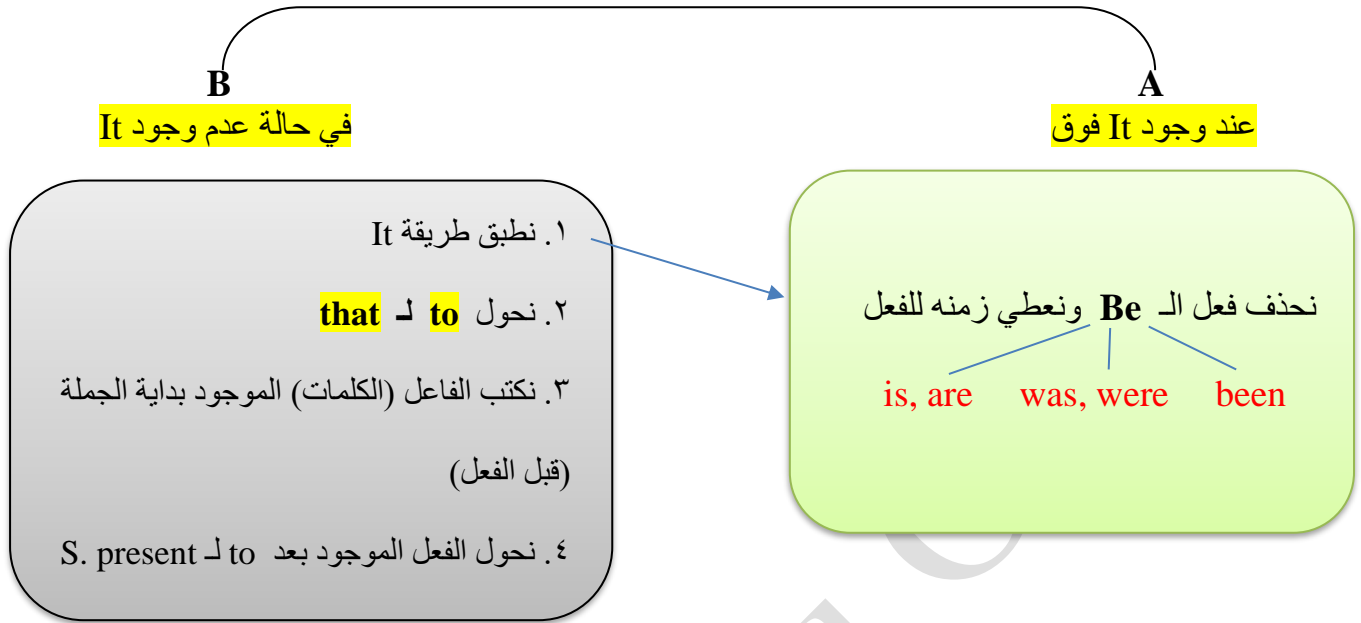 A
عند وجود It فوق
نحذف فعل الـ Be ونعطي زمنه للفعل
is, are was, were been
B
في حالة عدم وجود It
١. نطبق طريقة It
٢. نحول to لـ that
٣. نكتب الفاعل (الكلمات) الموجود بداية الجملة
(قبل الفعل)
٤. نحول الفعل الموجود بعد to لـ S. present